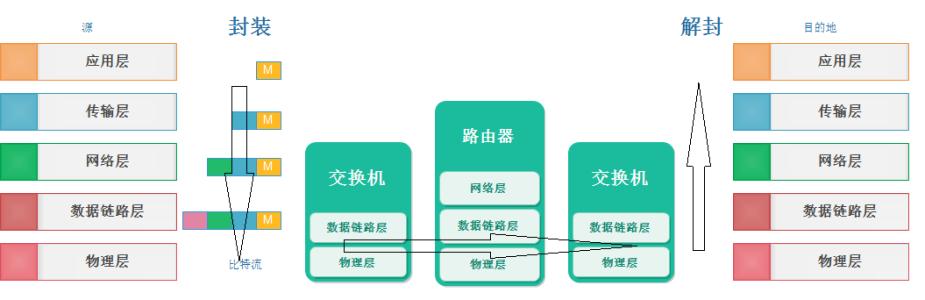 源
封装
解封
目的地
应用层
传输层
网络层
数据链路层
物理层
M
M
M
M
比特流
交换机
数据链路层
物理层
路由器
网络层
数据链路层
物理层
交换机
数据链路层
物理层
应用层
传输层
网络层
数据链路层
物理层